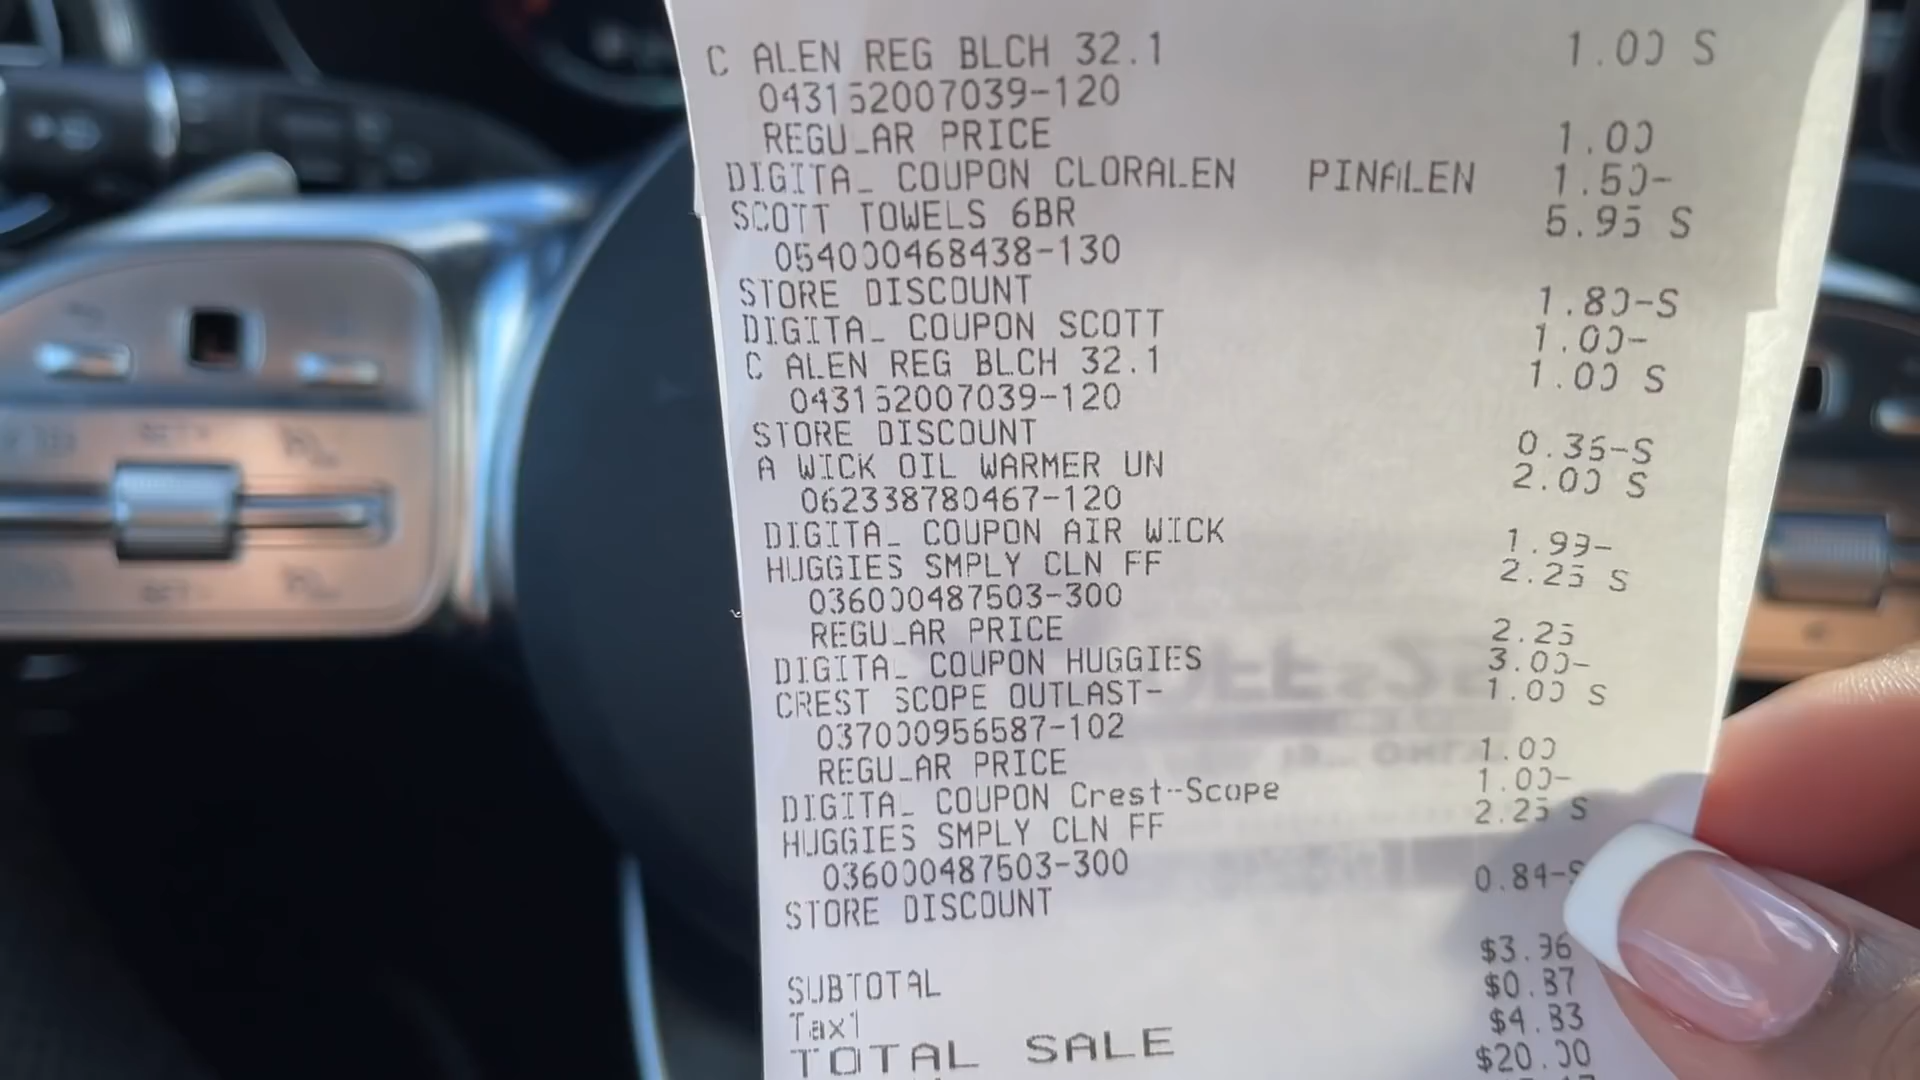 C ALEN REG BLCH 32.1 1.00 S
043152007039-120
REGULAR PRICE 1.00
DIGITAL COUPON CLORALEN PINALEN 1.50-
SCOTT TOWELS 6BR 5.95 S
054000468438-130
STORE DISCOUNT 1.80-S
DIGITAL COUPON SCOTT 1.00-
C ALEN REG BLCH 32.1 1.00 S
043152007039-120
STORE DISCOUNT 0.36-S
A WICK OIL WARMER UN 2.00 S
062338780467-120
DIGITAL COUPON AIR WICK 1.99-
HUGGIES SMPLY CLN FF 2.25 S
036000487503-300
REGULAR PRICE 2.25
DIGITAL COUPON HUGGIES 3.00-
CREST SCOPE OUTLAST- 1.00 S
037000956587-102
REGULAR PRICE 1.00
DIGITAL COUPON Crest-Scope 1.00-
HUGGIES SMPLY CLN FF 2.25 S
036000487503-300
STORE DISCOUNT 0.84-S
SUBTOTAL $3.96
Tax1 $0.87
TOTAL SALE $4.83
$20.00